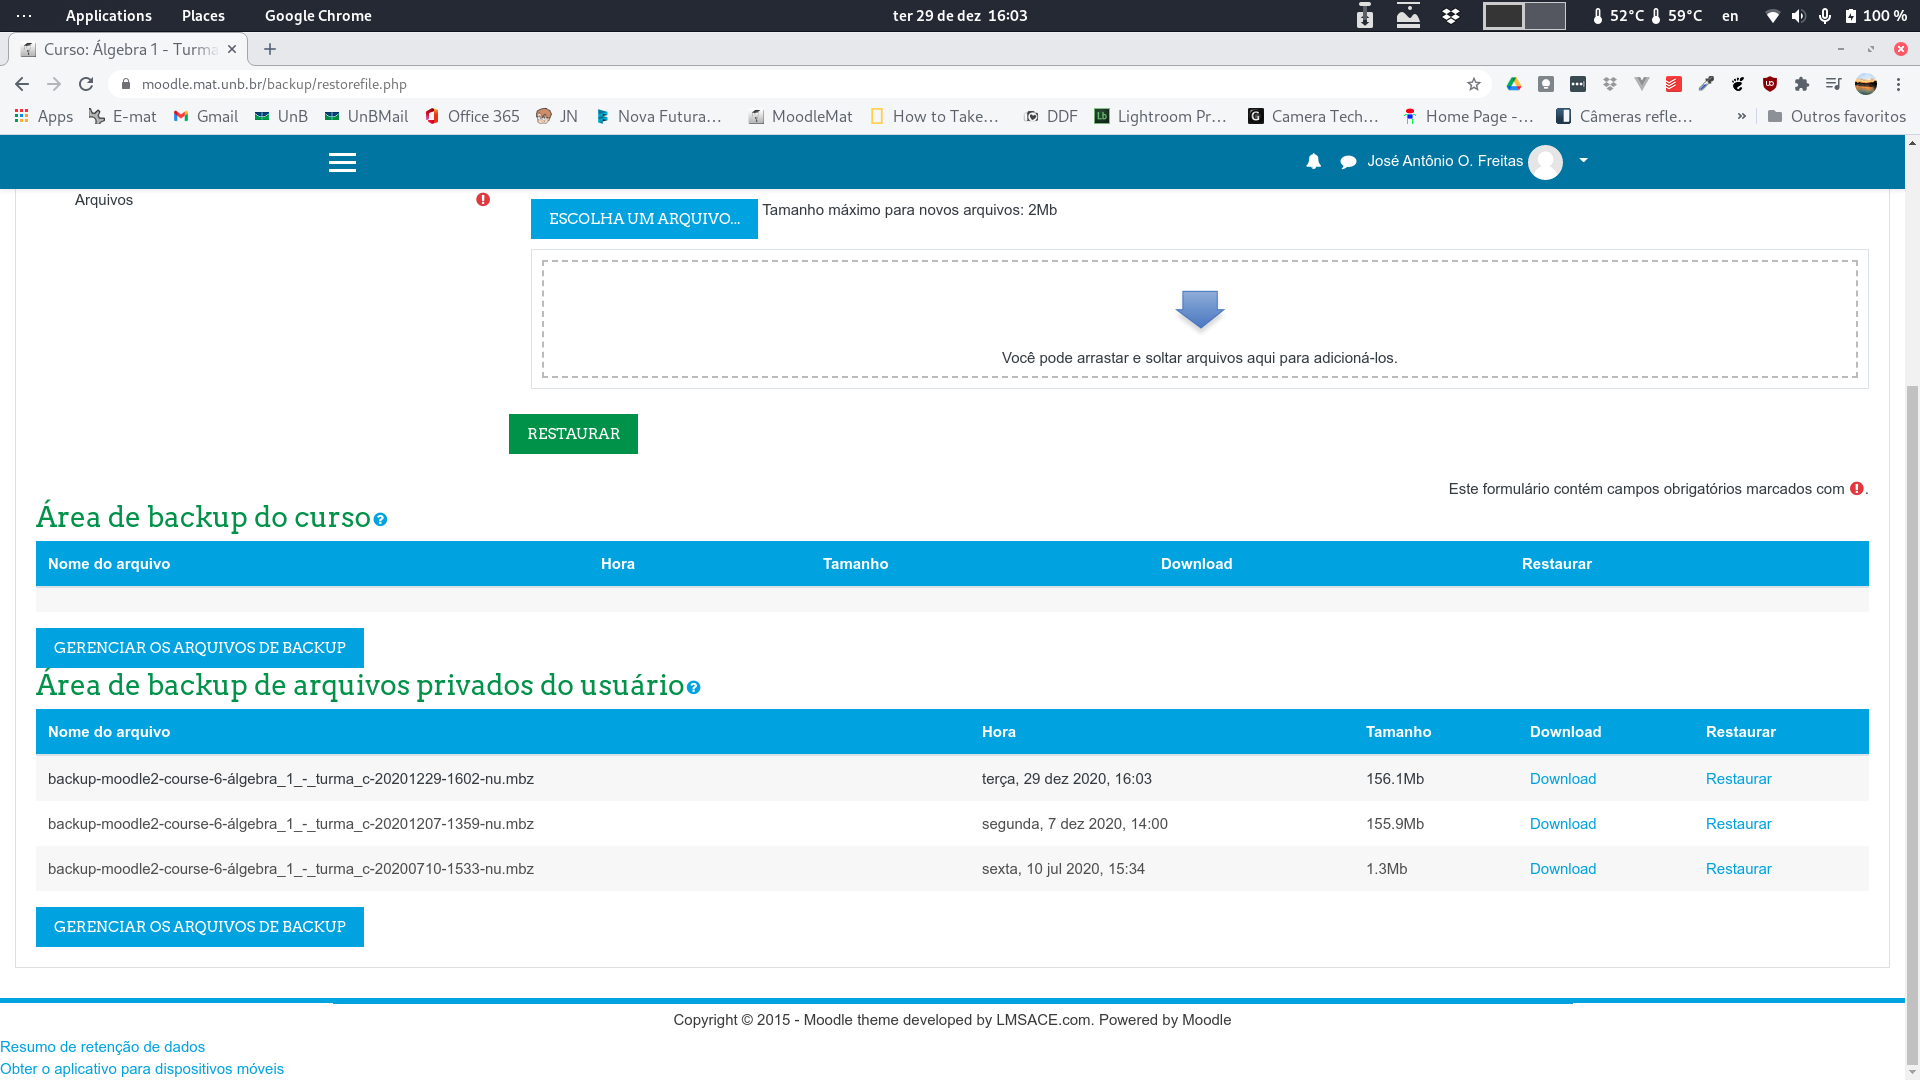 Applications Places Google Chrome ter 29 de dez 16:03 52°C 59°C en 100 %
Curso: Álgebra 1 - Turma
moodle.mat.unb.br/backup/restorefile.php
Apps E-mat Gmail UnB UnBMail Office 365 JN Nova Futura... MoodleMat How to Take... DDF Lightroom Pr... Camera Tech... Home Page -... Câmeras refle... » Outros favoritos
José Antônio O. Freitas
Arquivos
ESCOLHA UM ARQUIVO... Tamanho máximo para novos arquivos: 2Mb
Você pode arrastar e soltar arquivos aqui para adicioná-los.
RESTAURAR
Este formulário contém campos obrigatórios marcados com .
Área de backup do curso
Nome do arquivo Hora Tamanho Download Restaurar
GERENCIAR OS ARQUIVOS DE BACKUP
Área de backup de arquivos privados do usuário
Nome do arquivo Hora Tamanho Download Restaurar
backup-moodle2-course-6-álgebra_1_-_turma_c-20201229-1602-nu.mbz terça, 29 dez 2020, 16:03 156.1Mb Download Restaurar
backup-moodle2-course-6-álgebra_1_-_turma_c-20201207-1359-nu.mbz segunda, 7 dez 2020, 14:00 155.9Mb Download Restaurar
backup-moodle2-course-6-álgebra_1_-_turma_c-20200710-1533-nu.mbz sexta, 10 jul 2020, 15:34 1.3Mb Download Restaurar
GERENCIAR OS ARQUIVOS DE BACKUP
Copyright © 2015 - Moodle theme developed by LMSACE.com. Powered by Moodle
Resumo de retenção de dados
Obter o aplicativo para dispositivos móveis